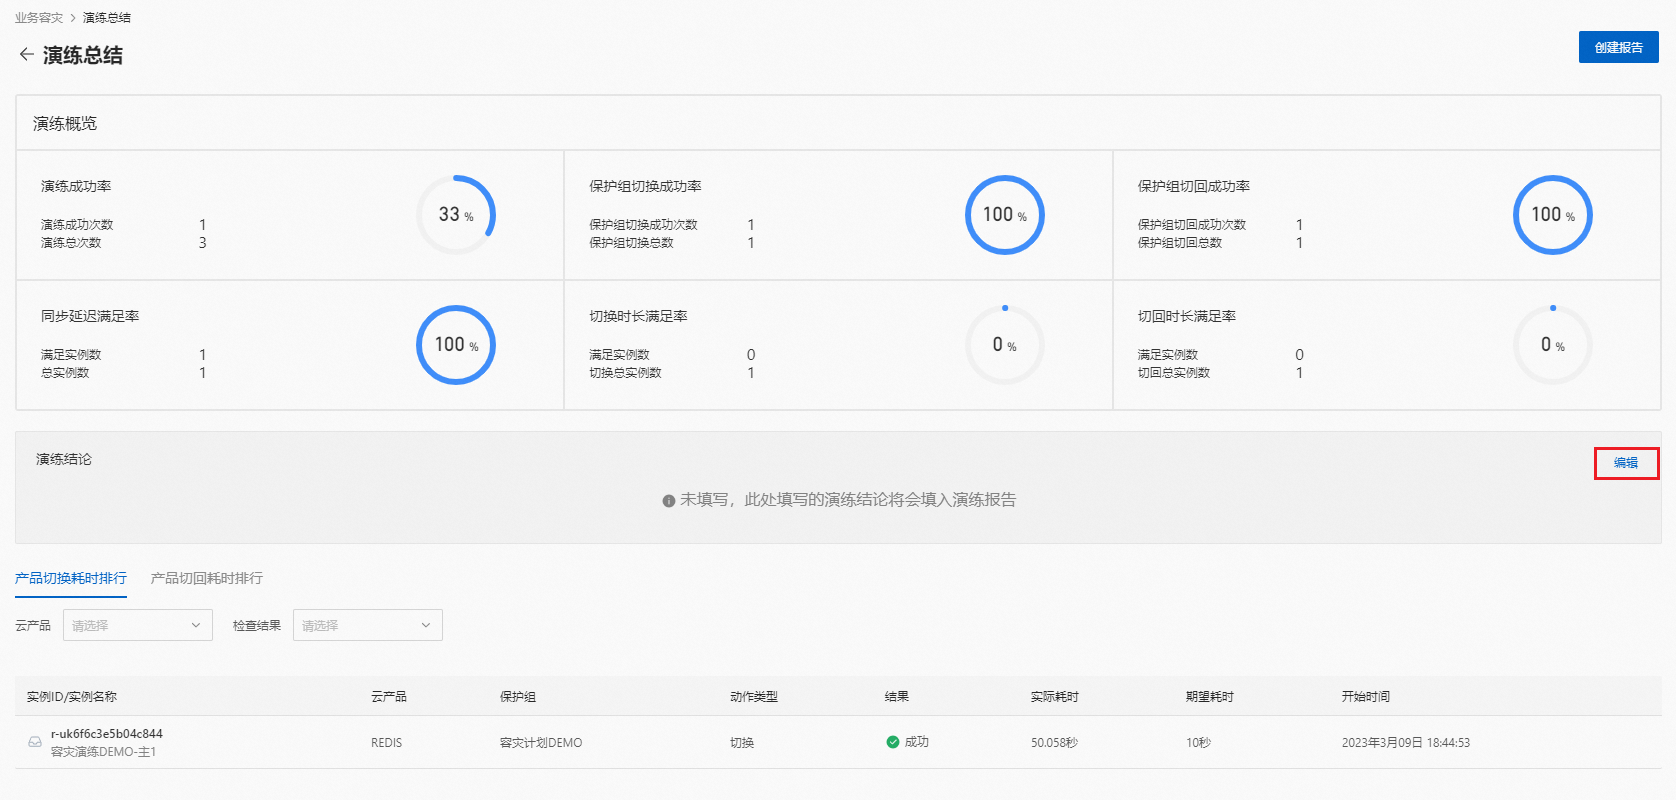 业务容灾 > 演练总结
← 演练总结
创建报告
演练概览
演练成功率
演练成功次数 1
演练总次数 3
33 %
保护组切换成功率
保护组切换成功次数 1
保护组切换总数 1
100 %
保护组切回成功率
保护组切回成功次数 1
保护组切回总数 1
100 %
同步延迟满足率
满足实例数 1
总实例数 1
100 %
切换时长满足率
满足实例数 0
切换总实例数 1
0 %
切回时长满足率
满足实例数 0
切回总实例数 1
0 %
演练结论
编辑
未填写，此处填写的演练结论将会填入演练报告
产品切换耗时排行 产品切回耗时排行
云产品 请选择 检查结果 请选择
实例ID/实例名称 云产品 保护组 动作类型 结果 实际耗时 期望耗时 开始时间
r-uk6f6c3e5b04c844
容灾演练DEMO-主1
REDIS 容灾计划DEMO 切换 成功 50.058秒 10秒 2023年3月09日 18:44:53